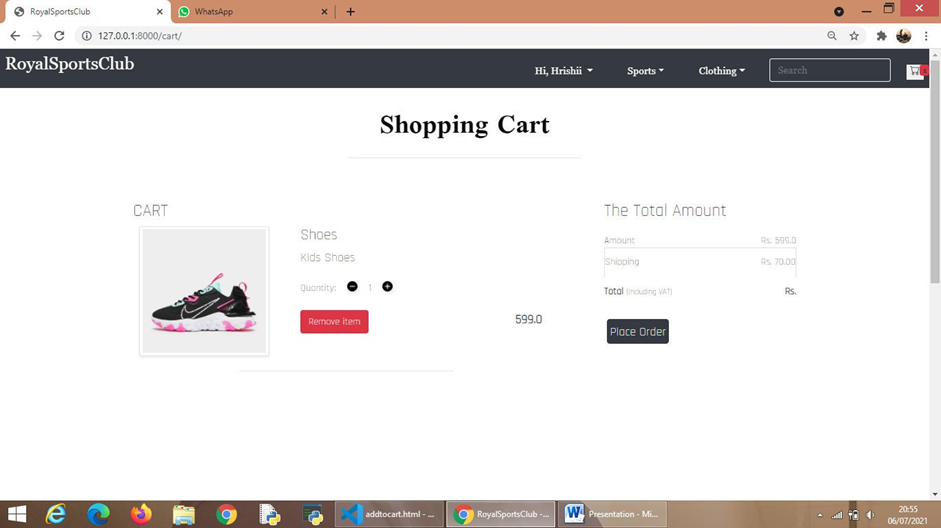 RoyalSportsClub
WhatsApp
127.0.0.1:8000/cart/
RoyalSportsClub
Hi, Hrishii
Sports
Clothing
Search
Shopping Cart
CART
Shoes
Kids Shoes
Quantity: 1
Remove item
599.0
The Total Amount
Amount Rs. 599.0
Shipping Rs. 70.00
Total (including VAT) Rs.
Place Order
addtocart.html - ...
RoyalSportsClub -...
Presentation - Mi...
20:55
06/07/2021